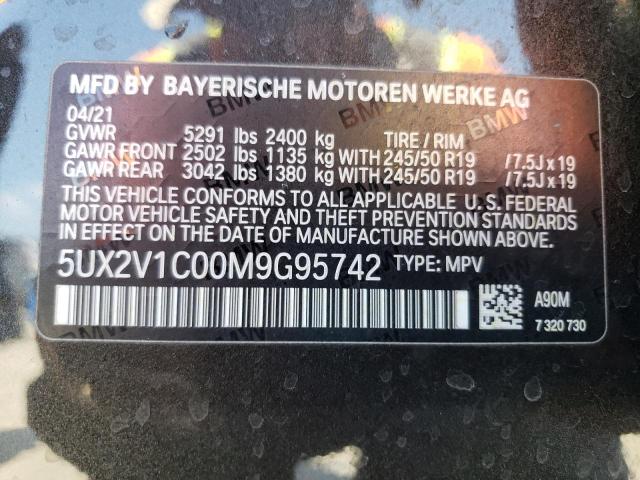 MFD BY BAYERISCHE MOTOREN WERKE AG
04/21
GVWR 5291 lbs 2400 kg TIRE / RIM
GAWR FRONT 2502 lbs 1135 kg WITH 245/50 R19 /7.5J x 19
GAWR REAR 3042 lbs 1380 kg WITH 245/50 R19 /7.5J x 19
THIS VEHICLE CONFORMS TO ALL APPLICABLE U.S. FEDERAL
MOTOR VEHICLE SAFETY AND THEFT PREVENTION STANDARDS
IN EFFECT ON THE DATE OF MANUFACTURE SHOWN ABOVE.
5UX2V1C00M9G95742 TYPE: MPV
A90M
7 320 730